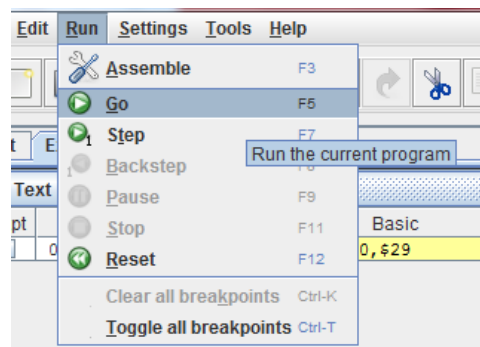 Edit Run Settings Tools Help
Assemble F3
Go F5
Step F7
Run the current program
Backstep
Pause F9
Text
pt Basic
Stop F11
0 0,$29
Reset F12
Clear all breakpoints Ctrl-K
Toggle all breakpoints Ctrl-T